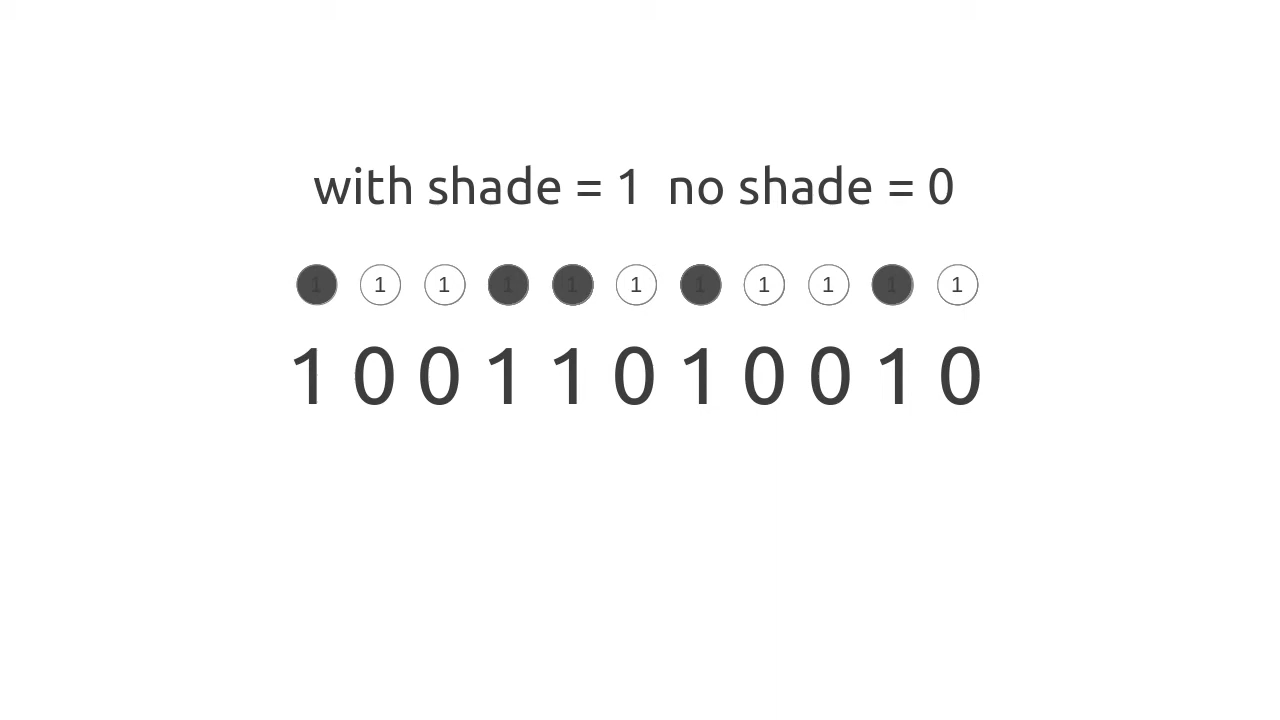 with shade = 1 no shade = 0
1 1 1 1 1 1 1 1 1 1 1
1 0 0 1 1 0 1 0 0 1 0